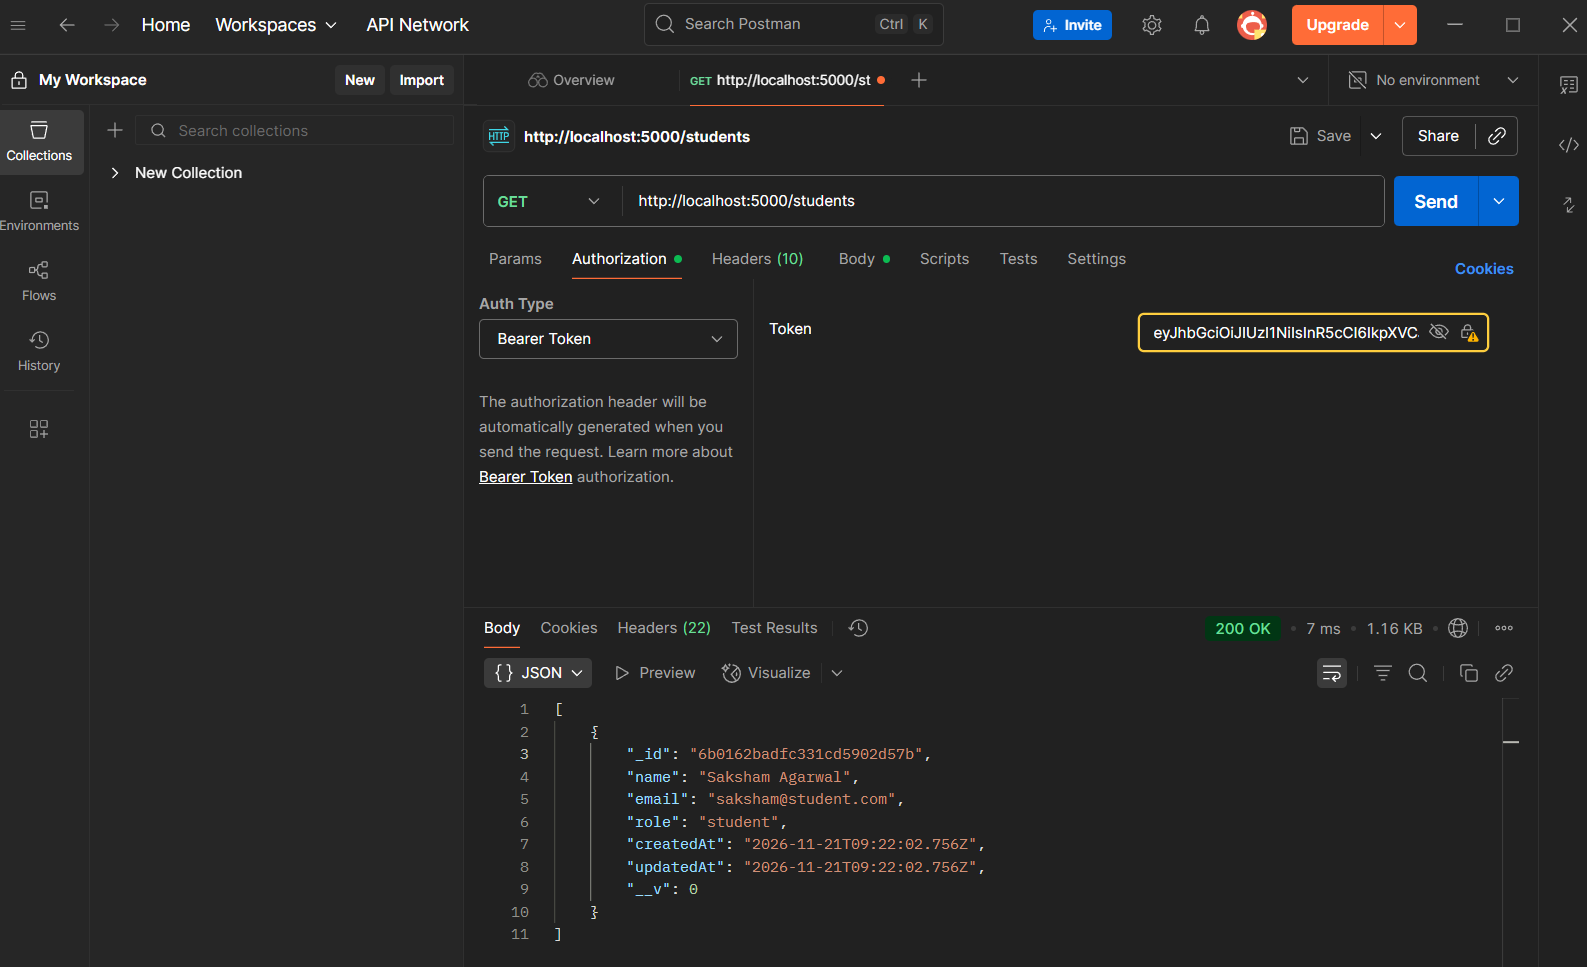 Home Workspaces API Network Search Postman Ctrl K Invite Upgrade
My Workspace New Import
Overview GET http://localhost:5000/st No environment
Collections
Environments
Flows
History
Search collections
New Collection
HTTP http://localhost:5000/students Save Share
GET http://localhost:5000/students Send
Params Authorization Headers (10) Body Scripts Tests Settings Cookies
Auth Type
Bearer Token
The authorization header will be
automatically generated when you
send the request. Learn more about
Bearer Token authorization.
Token eyJhbGciOiJIUzI1NiIsInR5cCI6IkpXVC
Body Cookies Headers (22) Test Results 200 OK • 7 ms • 1.16 KB •
{} JSON Preview Visualize
1 [
2 {
3 "_id": "6b0162badfc331cd5902d57b",
4 "name": "Saksham Agarwal",
5 "email": "saksham@student.com",
6 "role": "student",
7 "createdAt": "2026-11-21T09:22:02.756Z",
8 "updatedAt": "2026-11-21T09:22:02.756Z",
9 "__v": 0
10 }
11 ]